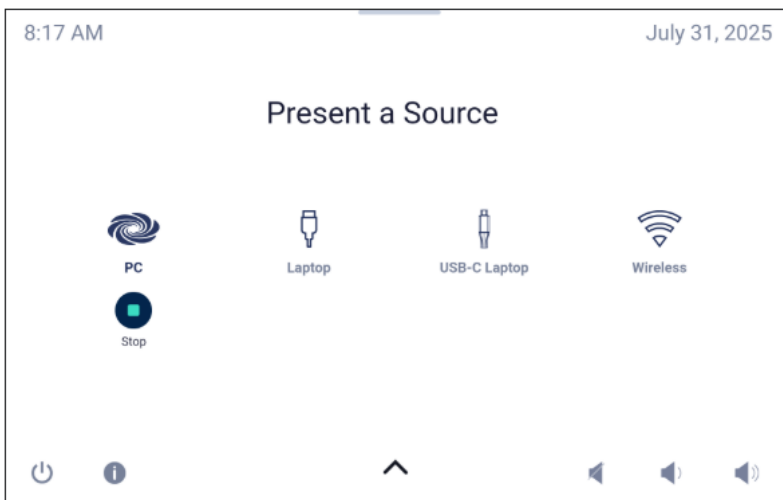 8:17 AM July 31, 2025
Present a Source
PC Laptop USB-C Laptop Wireless
Stop